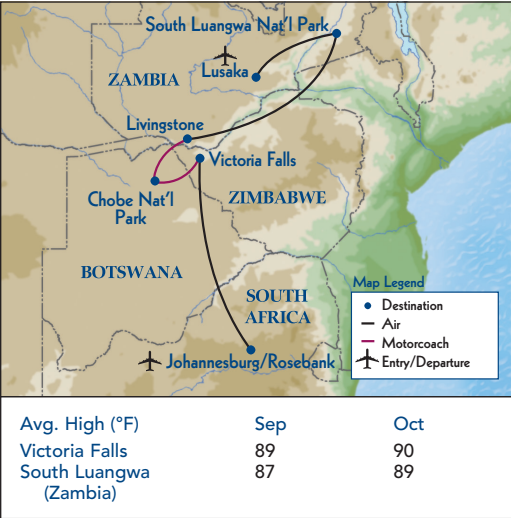 South Luangwa Nat'l Park
ZAMBIA
Lusaka
Livingstone
Victoria Falls
Chobe Nat'l
Park
ZIMBABWE
BOTSWANA
SOUTH
AFRICA
Johannesburg/Rosebank
Map Legend
Destination
Air
Motorcoach
Entry/Departure
Avg. High (°F) Sep Oct
Victoria Falls 89 90
South Luangwa 87 89
(Zambia)